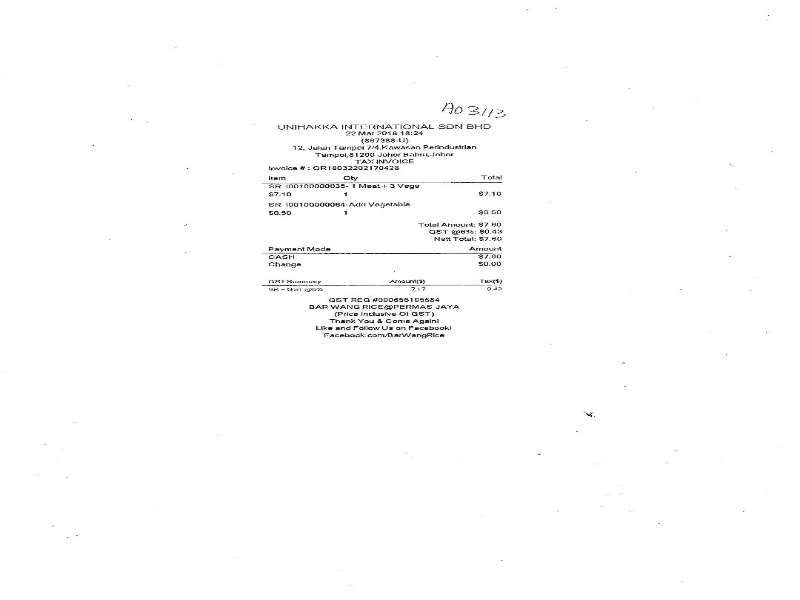 A03113
UNIHAKKA INTERNATIONAL SDN BHD
22 Mar 2018 18:24
(867388-U)
12, Jalan Tampoi 7/4,Kawasan Perindustrian
Tampoi,81200 Johor Bahru,Johor
TAX INVOICE
Invoice # : OR18032202170428
Item Qty Total
SR I00100000035- 1 Meat + 3 Vege
$7.10 1 $7.10
SR I00100000064-Add Vegetable
$0.50 1 $0.50
Total Amount: $7.60
GST @6%: $0.43
Nett Total: $7.60
Payment Mode Amount
CASH $7.60
Change $0.00
GST Summary Amount($) Tax($)
SR = GST @6% 7.17 0.43
GST REG #000656195584
BAR WANG RICE@PERMAS JAYA
(Price Inclusive Of GST)
Thank You & Come Again!
Like and Follow Us on Facebook!
Facebook.com/BarWangRice